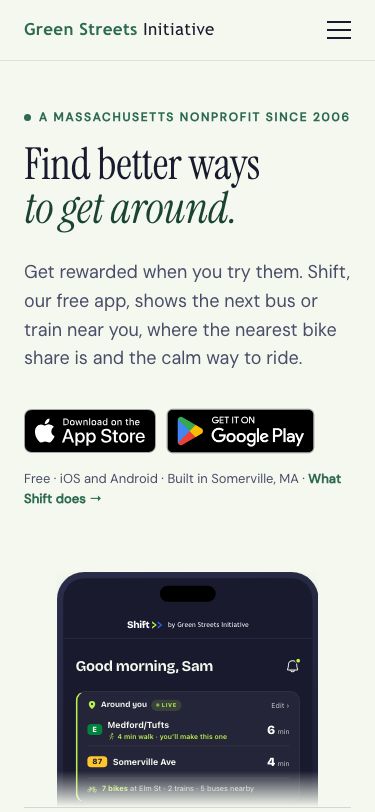 Green Streets Initiative
A MASSACHUSETTS NONPROFIT SINCE 2006
Find better ways
to get around.
Get rewarded when you try them. Shift,
our free app, shows the next bus or
train near you, where the nearest bike
share is and the calm way to ride.
Download on the
App Store
GET IT ON
Google Play
Free · iOS and Android · Built in Somerville, MA · What
Shift does →
Shift >> by Green Streets Initiative
Good morning, Sam
Around you LIVE Edit ›
E Medford/Tufts 6 min
4 min walk · you'll make this one
87 Somerville Ave 4 min
7 bikes at Elm St · 2 trains · 5 buses nearby